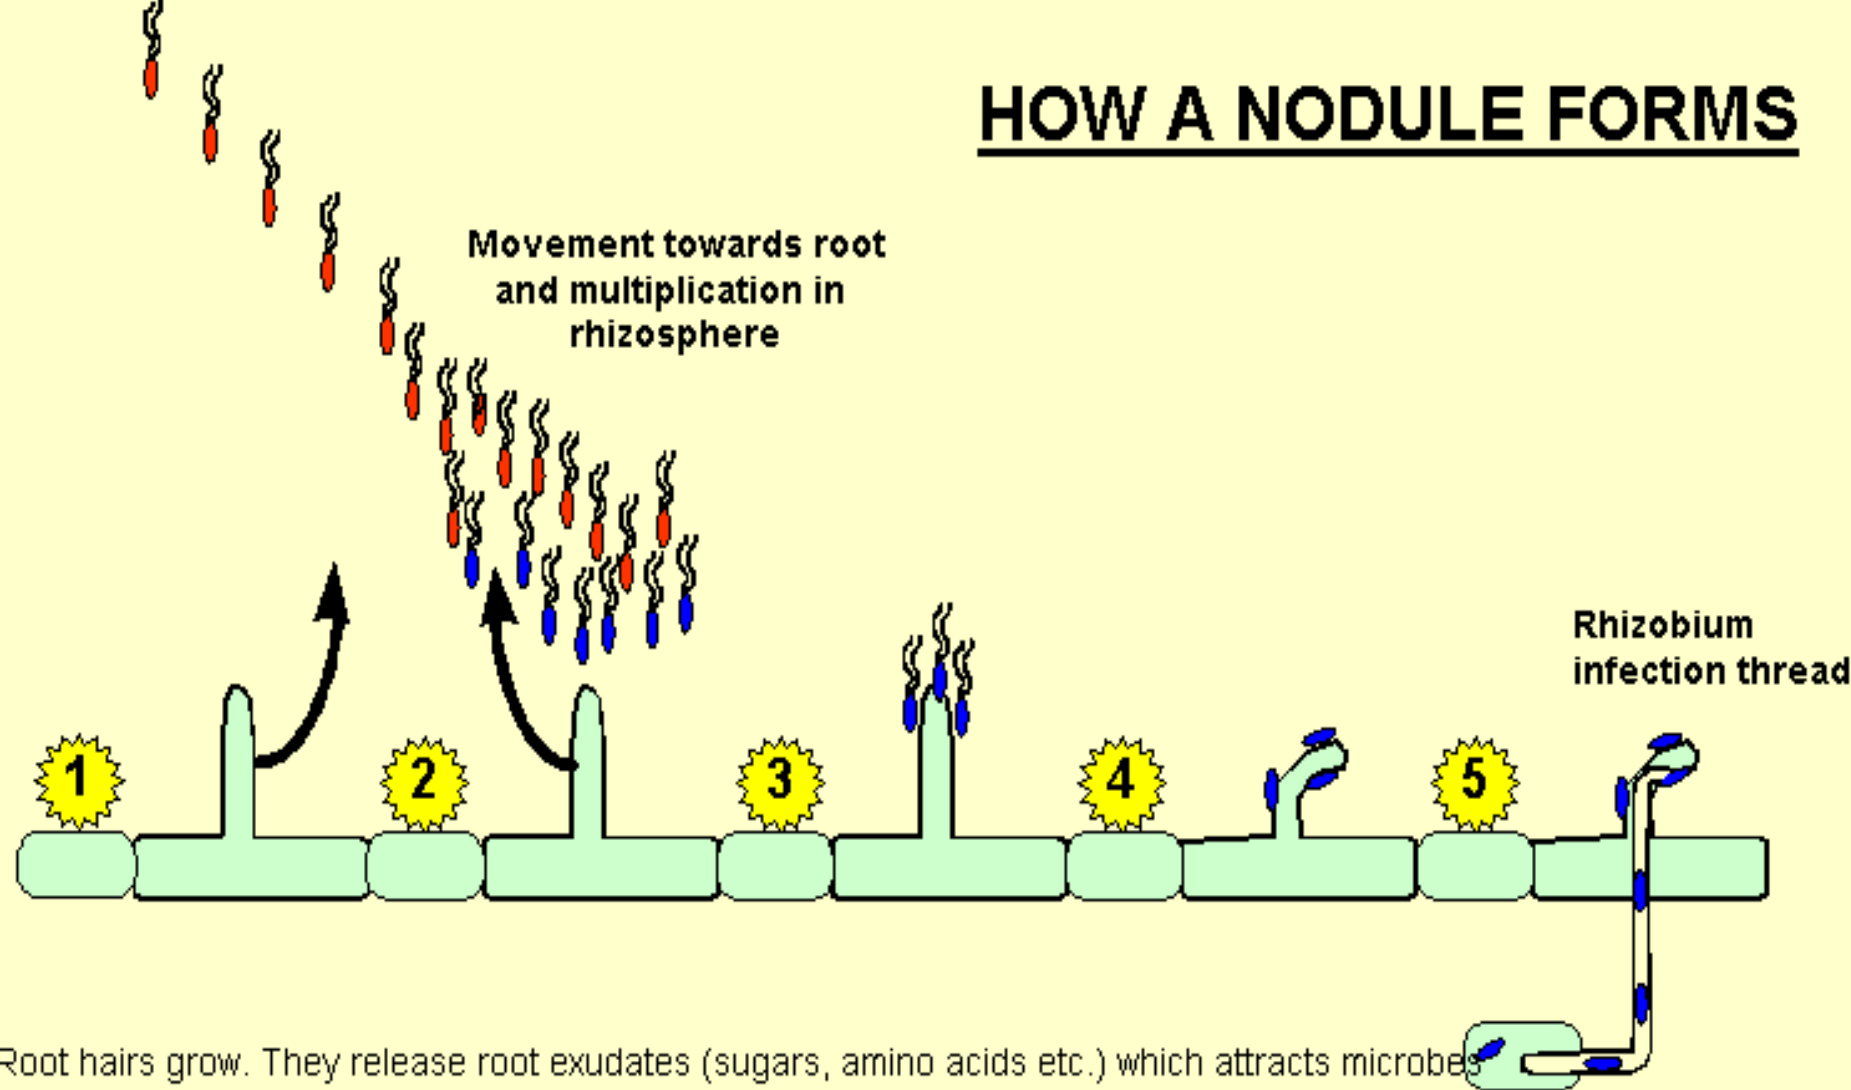 HOW A NODULE FORMS
Movement towards root
and multiplication in
rhizosphere
Rhizobium
infection thread
1
2
3
4
5
Root hairs grow. They release root exudates (sugars, amino acids etc.) which attracts microbes